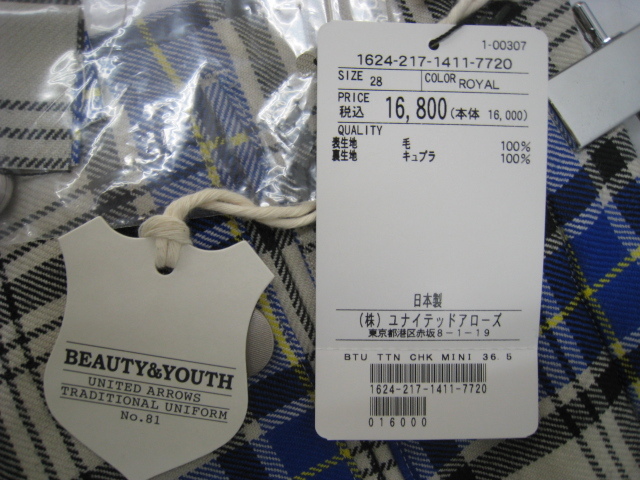 1-00307
1624-217-1411-7720
SIZE 28 COLOR ROYAL
PRICE
税込 16,800 (本体 16,000)
QUALITY
表生地 毛 100%
裏生地 キュプラ 100%
日本製
(株) ユナイテッドアローズ
東京都港区赤坂8-1-19
BTU TTN CHK MINI 36.5
1624-217-1411-7720
016000
BEAUTY&YOUTH
UNITED ARROWS
TRADITIONAL UNIFORM
No.81